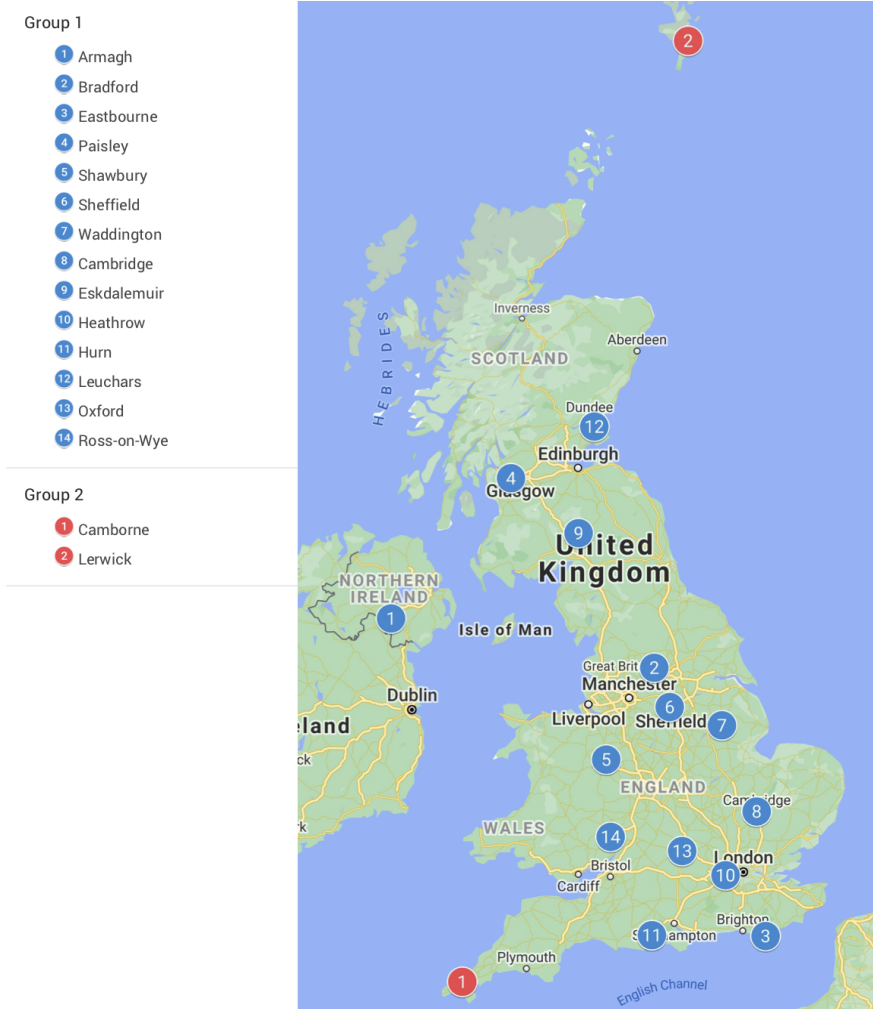 Group 1
1 Armagh
2 Bradford
3 Eastbourne
4 Paisley
5 Shawbury
6 Sheffield
7 Waddington
8 Cambridge
9 Eskdalemuir
10 Heathrow
11 Hurn
12 Leuchars
13 Oxford
14 Ross-on-Wye
Group 2
1 Camborne
2 Lerwick
2
Inverness
HEBRIDES
Aberdeen
SCOTLAND
Dundee
12
Edinburgh
4
Glasgow
9
United
Kingdom
NORTHERN
IRELAND
1
Isle of Man
Great Brit
2
Manchester
Dublin
6
Liverpool
Sheffield
7
eland
ck
5
ENGLAND
Cambridge
8
rk
WALES
14
13
London
Bristol
10
Cardiff
Brighton
11
S hampton
3
Plymouth
1
English Channel